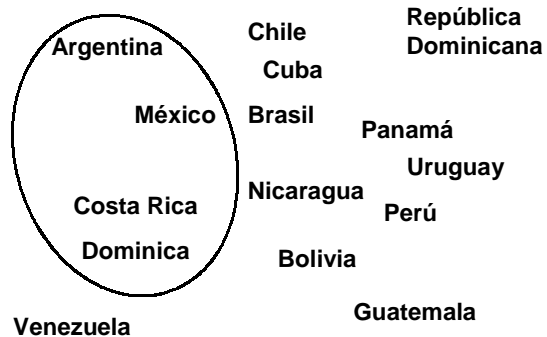 República
Dominicana
Chile
Argentina
Cuba
México
Brasil
Panamá
Uruguay
Nicaragua
Costa Rica
Perú
Dominica
Bolivia
Guatemala
Venezuela